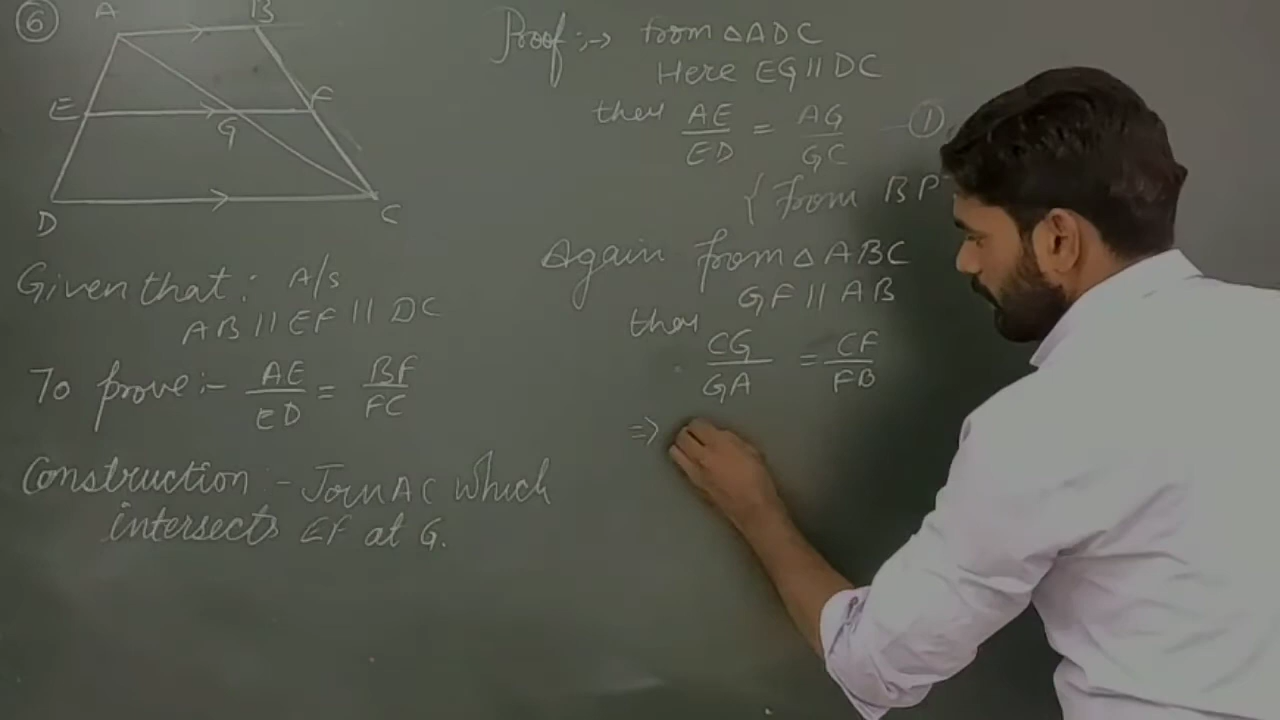 6
A B
E F
G
D C
Given that: A/s
AB || EF || DC
To prove:- AE/ED = BF/FC
Construction - Join AC which
intersects EF at G.
Proof:→ from △ADC
Here EG || DC
then AE/ED = AG/GC — 1
{ from BP
Again from △ABC
GF || AB
then
CG/GA = CF/FB
⇒